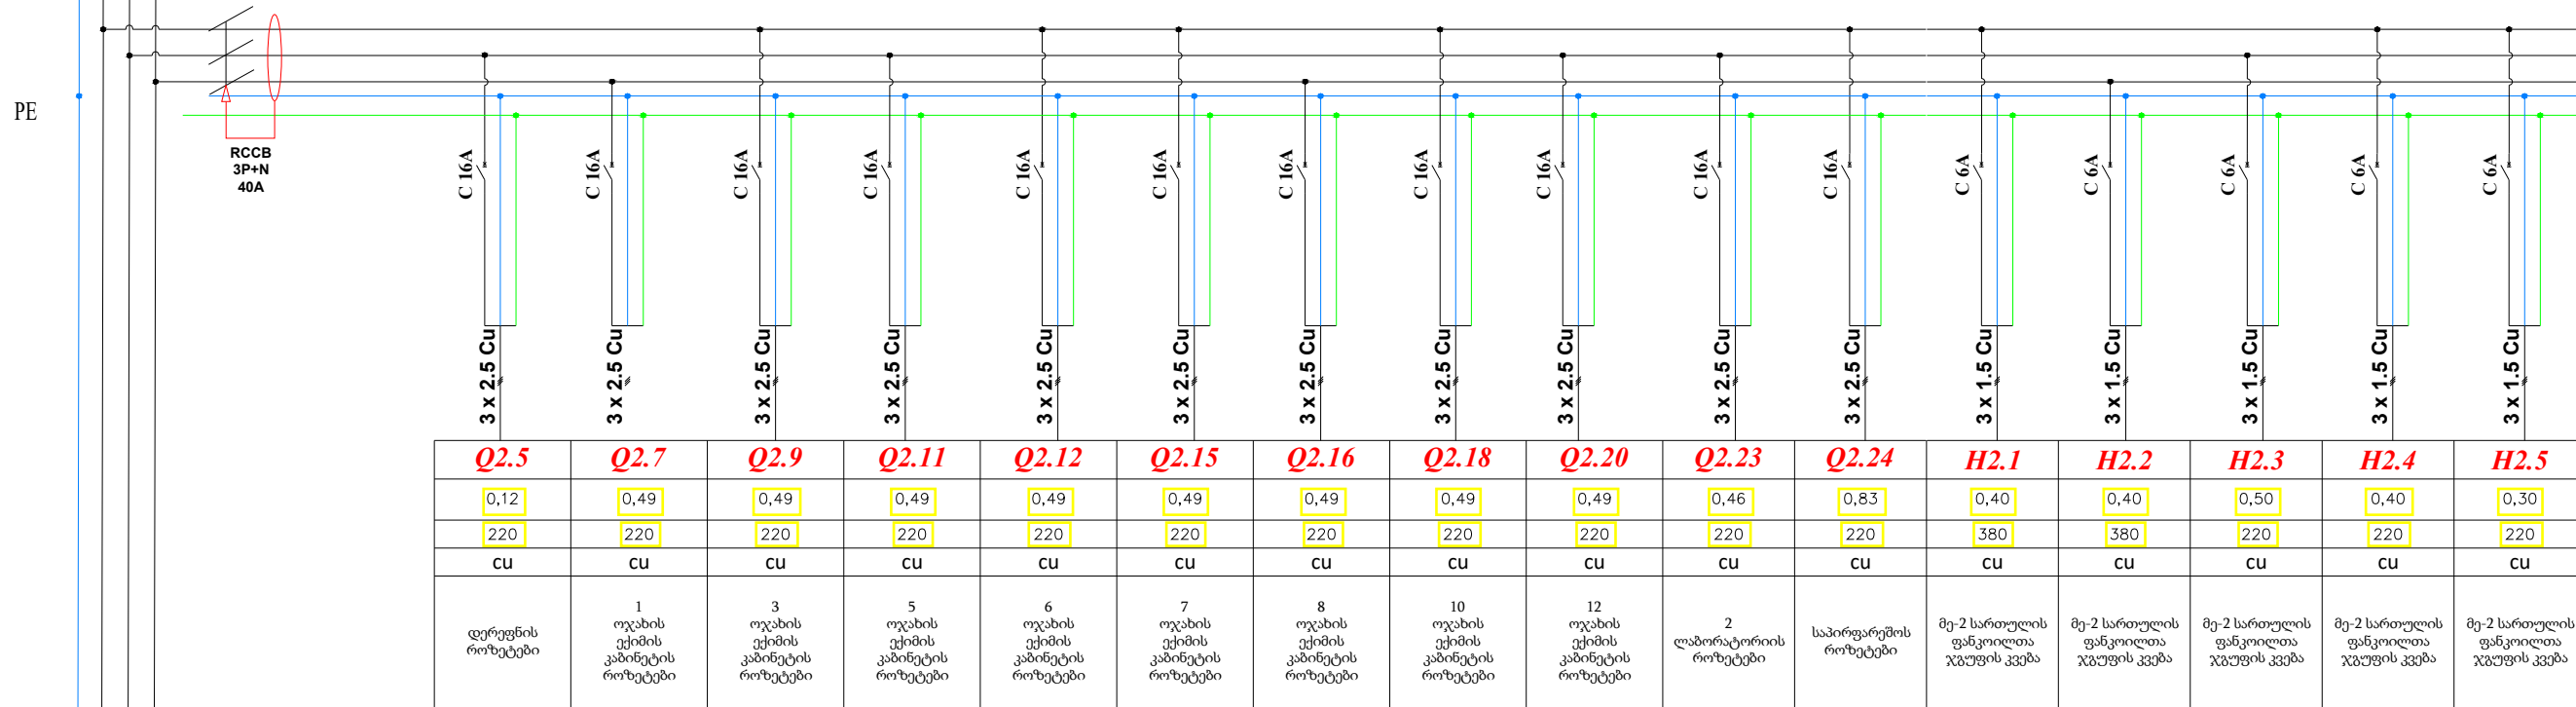 PE
RCCB
3P+N
40A
C 16A
C 16A
C 16A
C 16A
C 16A
C 16A
C 16A
C 16A
C 16A
C 16A
C 16A
C 6A
C 6A
C 6A
C 6A
C 6A
3 x 2.5 Cu
3 x 2.5 Cu
3 x 2.5 Cu
3 x 2.5 Cu
3 x 2.5 Cu
3 x 2.5 Cu
3 x 2.5 Cu
3 x 2.5 Cu
3 x 2.5 Cu
3 x 2.5 Cu
3 x 2.5 Cu
3 x 1.5 Cu
3 x 1.5 Cu
3 x 1.5 Cu
3 x 1.5 Cu
3 x 1.5 Cu
Q2.5 Q2.7 Q2.9 Q2.11 Q2.12 Q2.15 Q2.16 Q2.18 Q2.20 Q2.23 Q2.24 H2.1 H2.2 H2.3 H2.4 H2.5
0,12 0,49 0,49 0,49 0,49 0,49 0,49 0,49 0,49 0,46 0,83 0,40 0,40 0,50 0,40 0,30
220 220 220 220 220 220 220 220 220 220 220 380 380 220 220 220
cu cu cu cu cu cu cu cu cu cu cu cu cu cu cu cu
დერეფნის
როზეტები
1
ოჯახის
ექიმის
კაბინეტის
როზეტები
3
ოჯახის
ექიმის
კაბინეტის
როზეტები
5
ოჯახის
ექიმის
კაბინეტის
როზეტები
6
ოჯახის
ექიმის
კაბინეტის
როზეტები
7
ოჯახის
ექიმის
კაბინეტის
როზეტები
8
ოჯახის
ექიმის
კაბინეტის
როზეტები
10
ოჯახის
ექიმის
კაბინეტის
როზეტები
12
ოჯახის
ექიმის
კაბინეტის
როზეტები
2
ლაბორატორიის
როზეტები
საპირფარეშოს
როზეტები
მე-2 სართულის
ფანკოილთა
ჯგუფის კვება
მე-2 სართულის
ფანკოილთა
ჯგუფის კვება
მე-2 სართულის
ფანკოილთა
ჯგუფის კვება
მე-2 სართულის
ფანკოილთა
ჯგუფის კვება
მე-2 სართულის
ფანკოილთა
ჯგუფის კვება